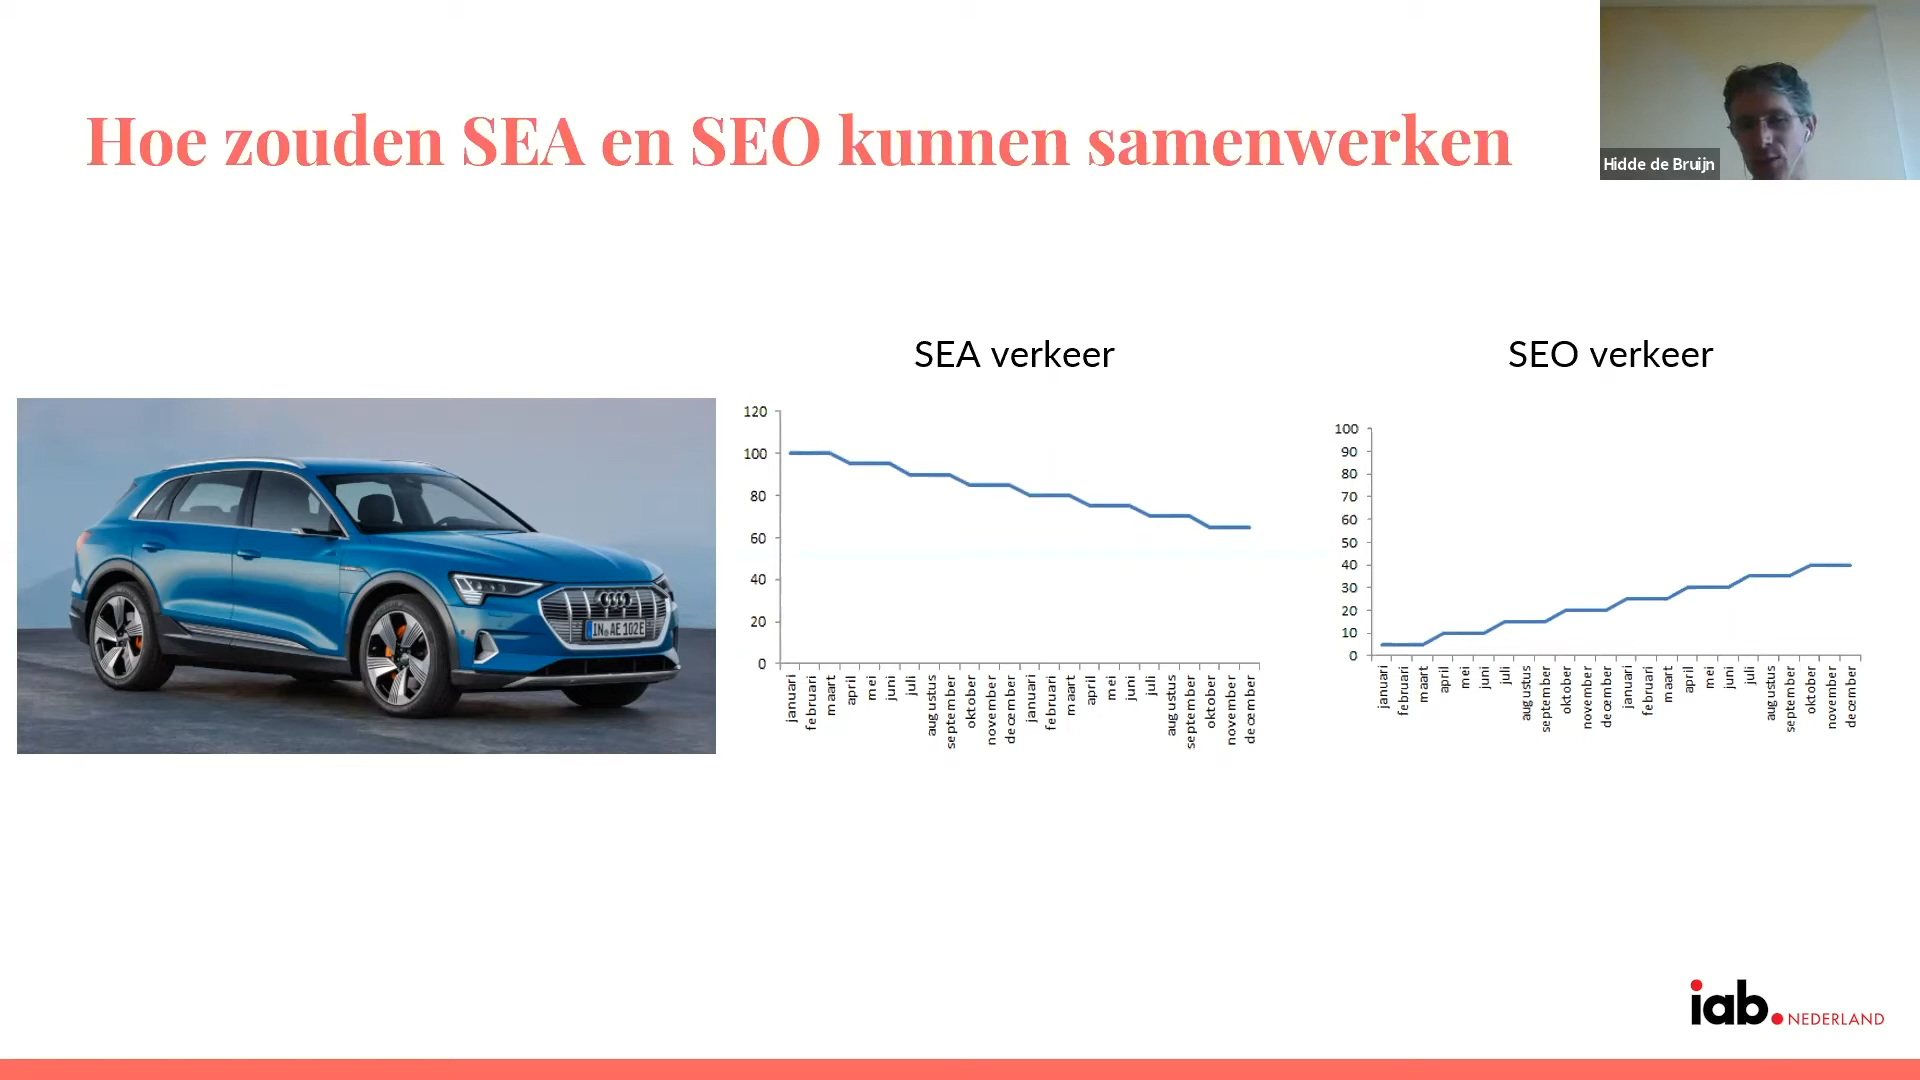 Hoe zouden SEA en SEO kunnen samenwerken
Hidde de Bruijn
SEA verkeer
120
100
80
60
40
20
0
januari
februari
maart
april
mei
juni
juli
augustus
september
oktober
november
december
januari
februari
maart
april
mei
juni
juli
augustus
september
oktober
november
december
SEO verkeer
100
90
80
70
60
50
40
30
20
10
0
januari
februari
maart
april
mei
juni
juli
augustus
september
oktober
november
december
januari
februari
maart
april
mei
juni
juli
augustus
september
oktober
november
december
IN AE 102E
iab. NEDERLAND